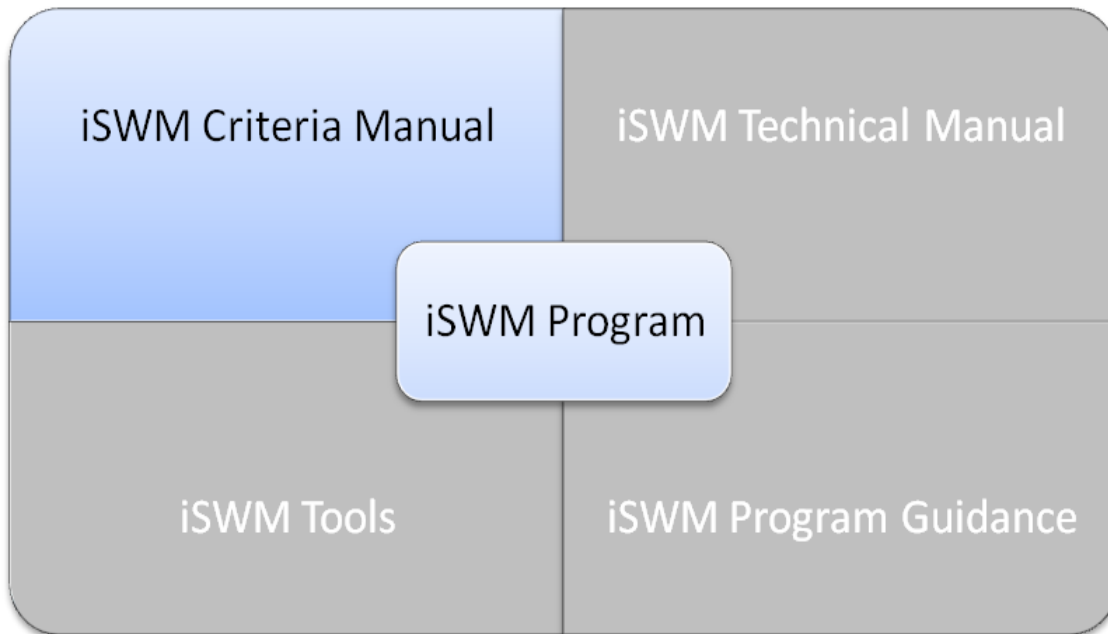 iSWM Criteria Manual
iSWM Technical Manual
iSWM Program
iSWM Tools
iSWM Program Guidance